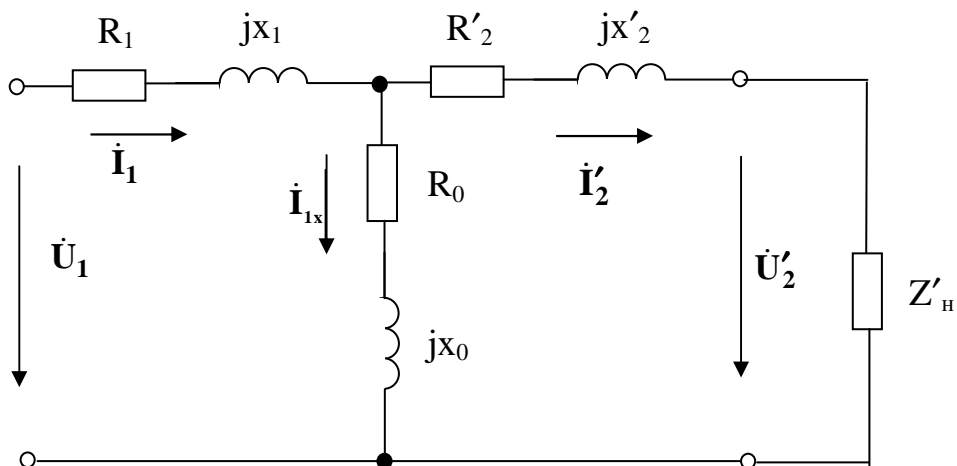 R₁
jx₁
R′₂
jx′₂
İ₁
İ₁ₓ
R₀
İ′₂
U̇₁
U̇′₂
Z′н
jx₀